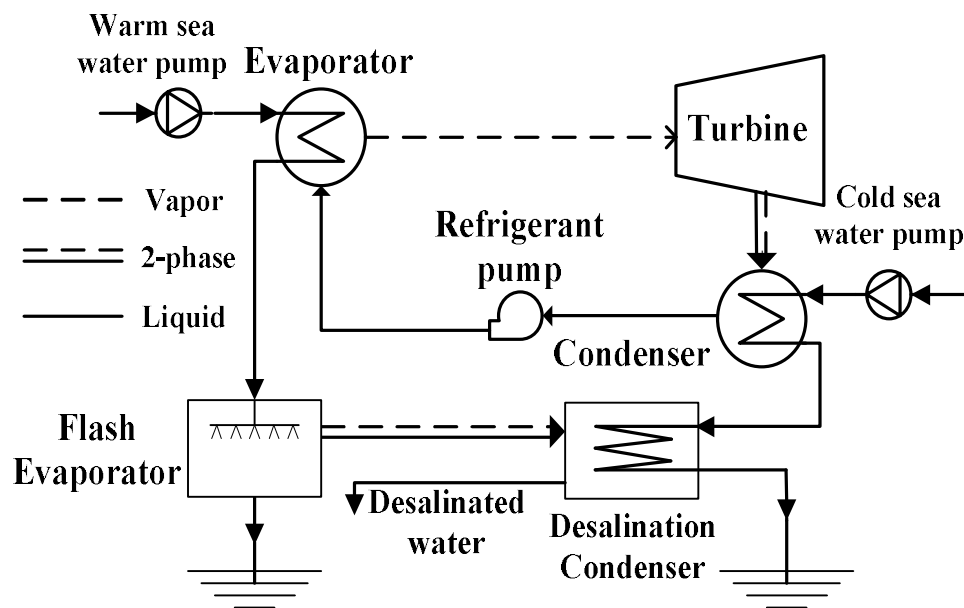 Warm sea
water pump
Evaporator
Turbine
Vapor
2-phase
Liquid
Refrigerant
pump
Cold sea
water pump
Condenser
Flash
Evaporator
Desalinated
water
Desalination
Condenser